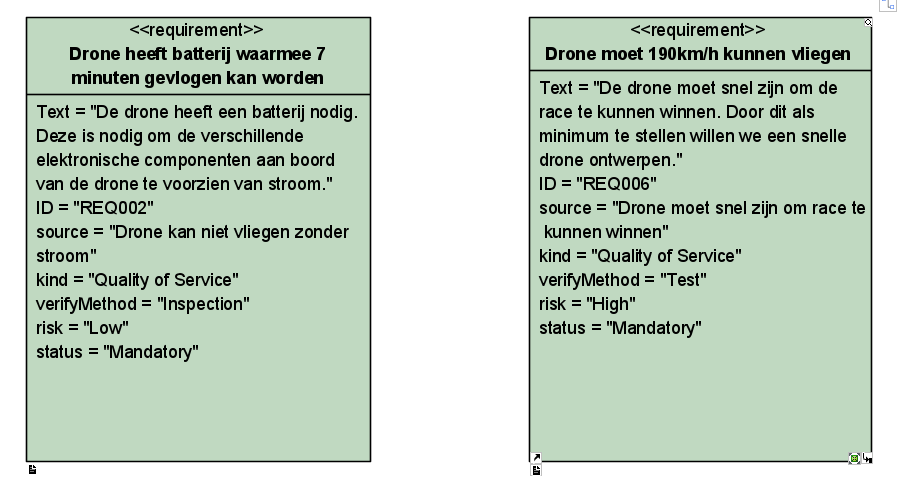 <<requirement>>
Drone heeft batterij waarmee 7
minuten gevlogen kan worden
Text = "De drone heeft een batterij nodig.
Deze is nodig om de verschillende
elektronische componenten aan boord
van de drone te voorzien van stroom."
ID = "REQ002"
source = "Drone kan niet vliegen zonder
stroom"
kind = "Quality of Service"
verifyMethod = "Inspection"
risk = "Low"
status = "Mandatory"
<<requirement>>
Drone moet 190km/h kunnen vliegen
Text = "De drone moet snel zijn om de
race te kunnen winnen. Door dit als
minimum te stellen willen we een snelle
drone ontwerpen."
ID = "REQ006"
source = "Drone moet snel zijn om race te
kunnen winnen"
kind = "Quality of Service"
verifyMethod = "Test"
risk = "High"
status = "Mandatory"